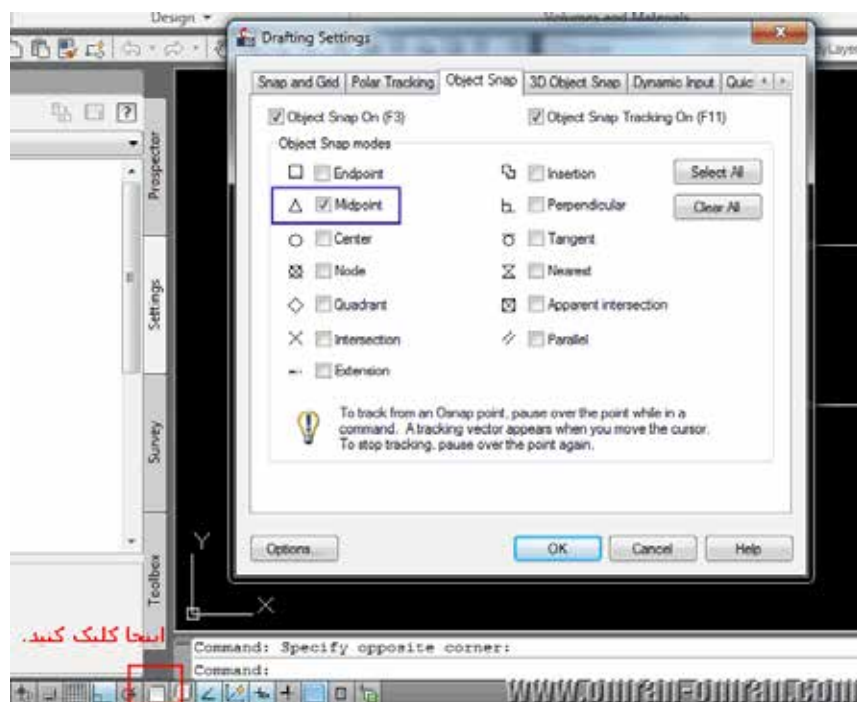 Design
Volumes and Materials
Drafting Settings
Snap and Grid
Polar Tracking
Object Snap
3D Object Snap
Dynamic Input
Quic
Object Snap On (F3)
Object Snap Tracking On (F11)
Object Snap modes
Endpoint
Insertion
Select All
Midpoint
Perpendicular
Clear All
Center
Tangent
Node
Nearest
Quadrant
Apparent intersection
Intersection
Parallel
Extension
To track from an Osnap point, pause over the point while in a
command. A tracking vector appears when you move the cursor.
To stop tracking, pause over the point again.
Options...
OK
Cancel
Help
Prospector
Settings
Survey
Toolbox
Y
X
اینجا کلیک کنید.
Command: Specify opposite corner:
Command:
www.omran-omran.com